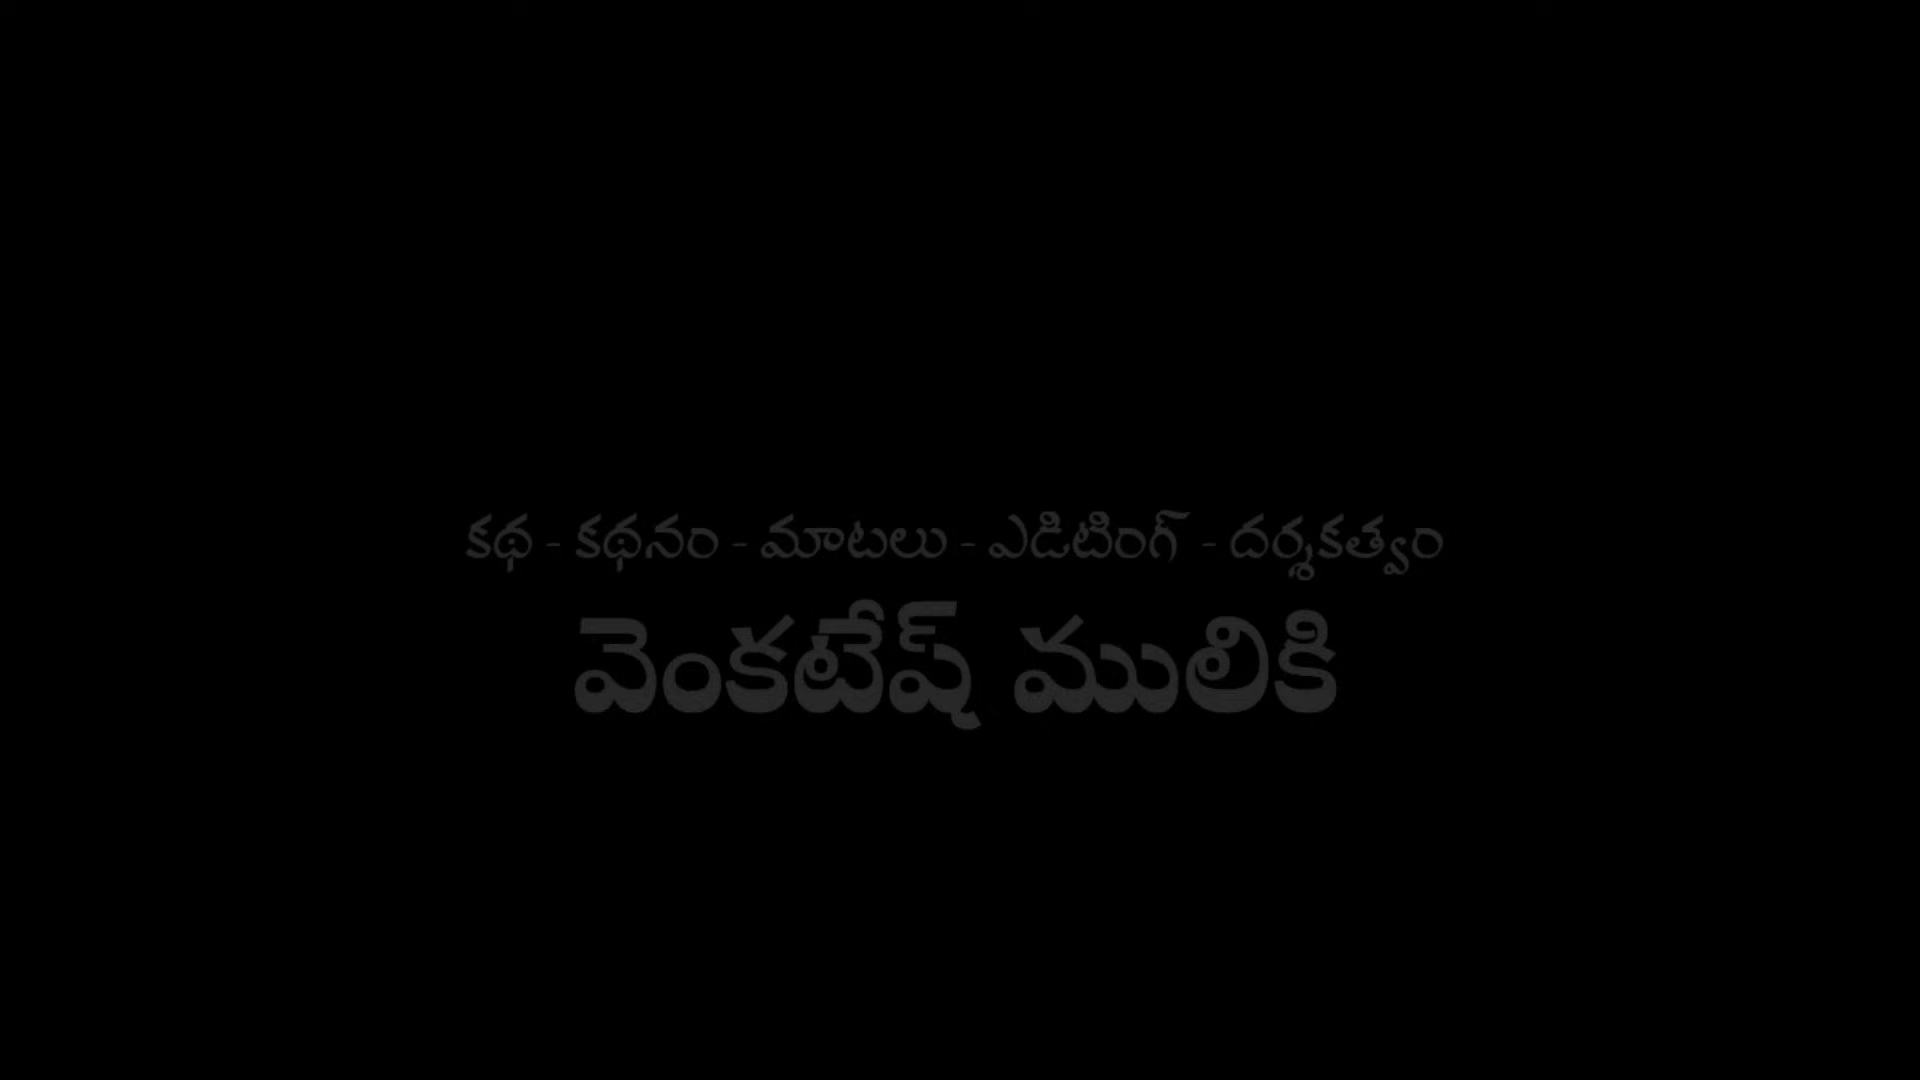 కథ - కథనం - మాటలు - ఎడిటింగ్ - దర్శకత్వం
వెంకటేష్ ములికి